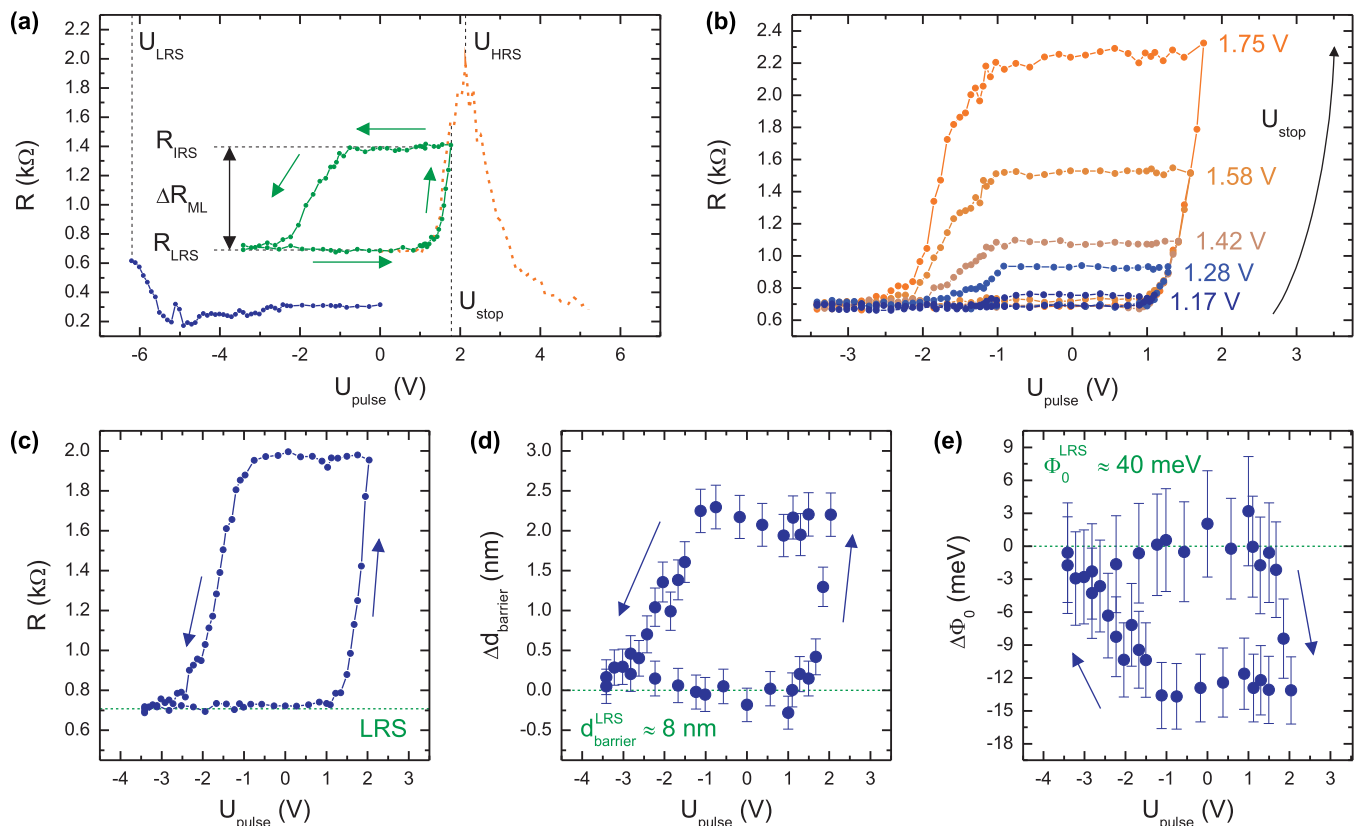 (a)
2.2
2.0
1.8
1.6
1.4
1.2
1.0
0.8
0.6
0.4
0.2
R (kΩ)
U_LRS
U_HRS
R_IRS
ΔR_ML
R_LRS
U_stop
-6 -4 -2 0 2 4 6
U_pulse (V)
(b)
2.4
2.2
2.0
1.8
1.6
1.4
1.2
1.0
0.8
0.6
R (kΩ)
1.75 V
U_stop
1.58 V
1.42 V
1.28 V
1.17 V
-3 -2 -1 0 1 2 3
U_pulse (V)
(c)
2.0
1.8
1.6
1.4
1.2
1.0
0.8
0.6
R (kΩ)
LRS
-4 -3 -2 -1 0 1 2 3
U_pulse (V)
(d)
3.0
2.5
2.0
1.5
1.0
0.5
0.0
-0.5
Δd_barrier (nm)
d_barrier^LRS ≈ 8 nm
-4 -3 -2 -1 0 1 2 3
U_pulse (V)
(e)
9
6
3
0
-3
-6
-9
-12
-15
-18
ΔΦ_0 (meV)
Φ_0^LRS ≈ 40 meV
-4 -3 -2 -1 0 1 2 3
U_pulse (V)